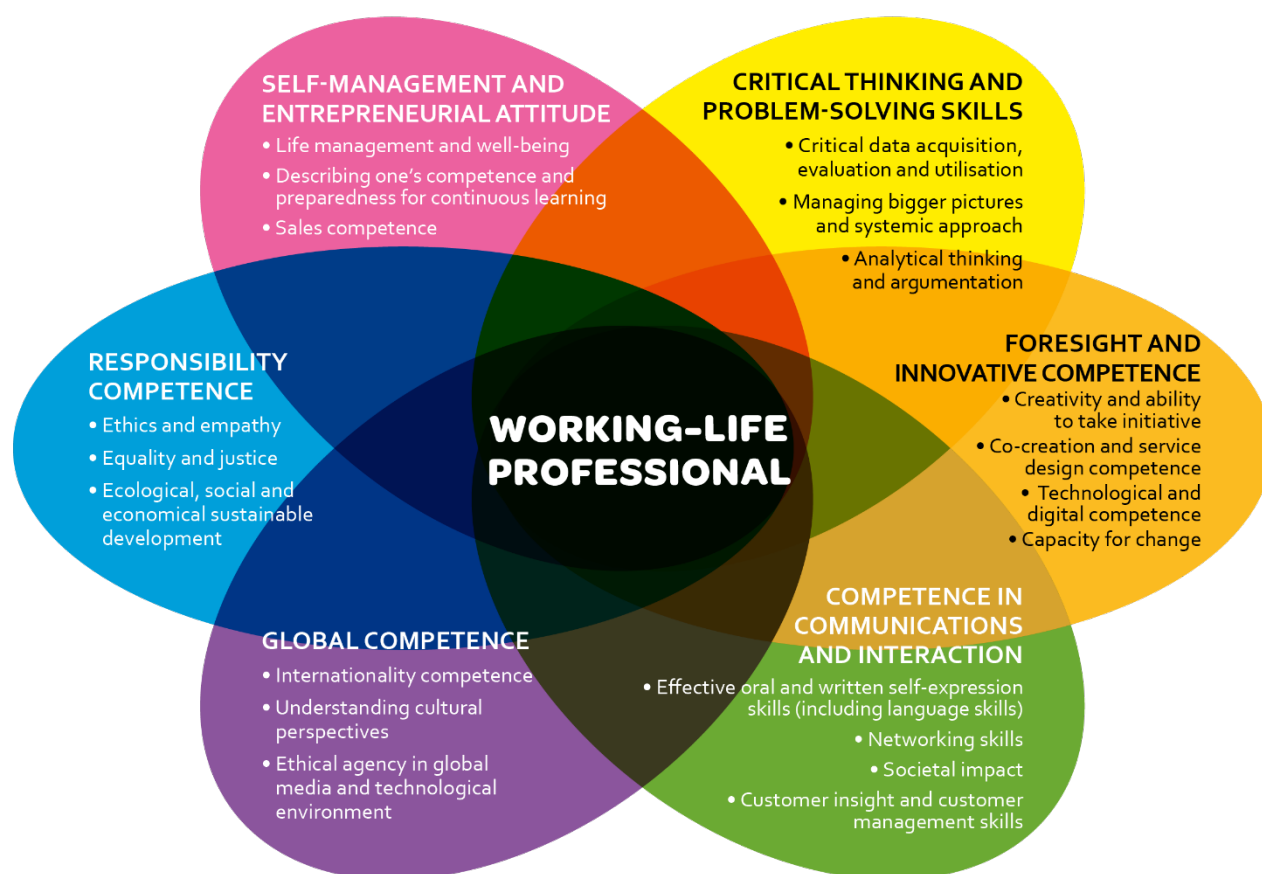 SELF-MANAGEMENT AND
ENTREPRENEURIAL ATTITUDE
• Life management and well-being
• Describing one's competence and
preparedness for continuous learning
• Sales competence
CRITICAL THINKING AND
PROBLEM-SOLVING SKILLS
• Critical data acquisition,
evaluation and utilisation
• Managing bigger pictures
and systemic approach
• Analytical thinking
and argumentation
RESPONSIBILITY
COMPETENCE
• Ethics and empathy
• Equality and justice
• Ecological, social and
economical sustainable
development
WORKING-LIFE
PROFESSIONAL
FORESIGHT AND
INNOVATIVE COMPETENCE
• Creativity and ability
to take initiative
• Co-creation and service
design competence
• Technological and
digital competence
• Capacity for change
GLOBAL COMPETENCE
• Internationality competence
• Understanding cultural
perspectives
• Ethical agency in global
media and technological
environment
COMPETENCE IN
COMMUNICATIONS
AND INTERACTION
• Effective oral and written self-expression
skills (including language skills)
• Networking skills
• Societal impact
• Customer insight and customer
management skills